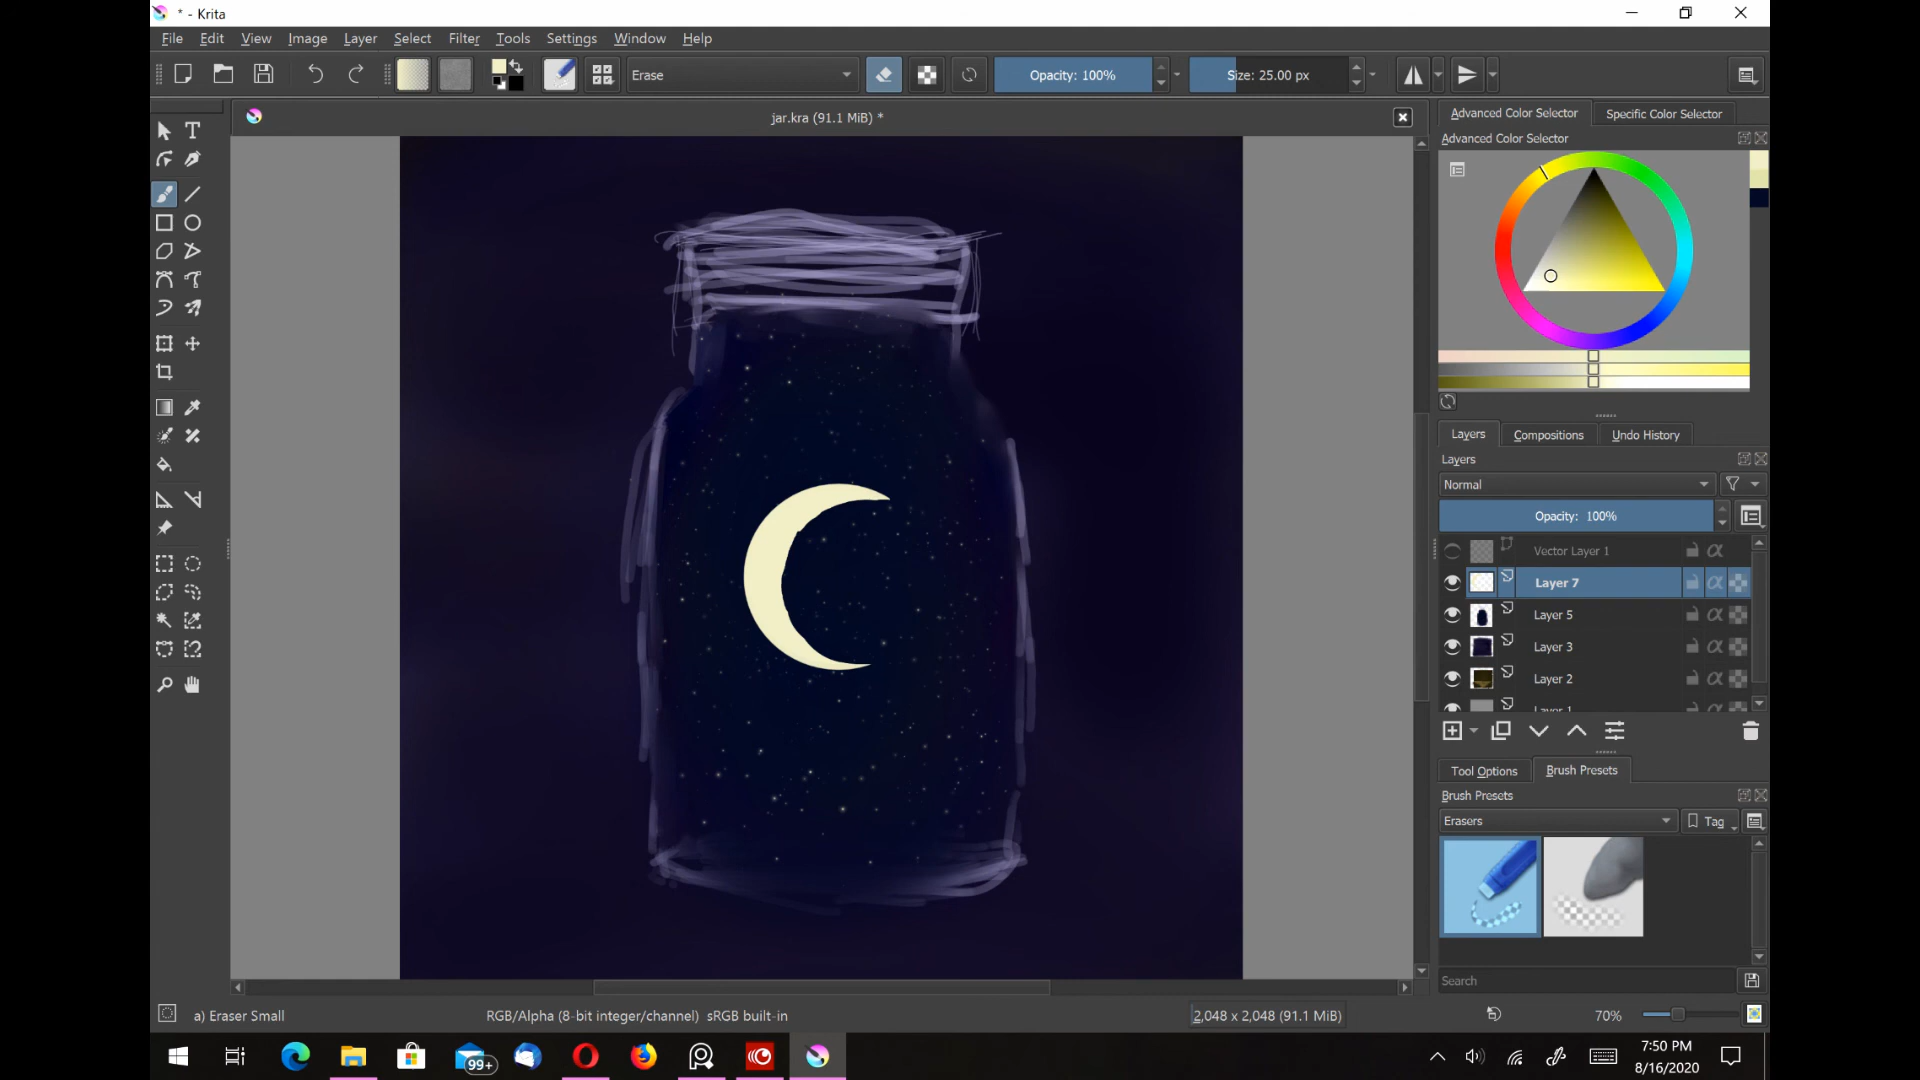 * - Krita
File Edit View Image Layer Select Filter Tools Settings Window Help
Erase
Opacity: 100%
Size: 25.00 px
jar.kra (91.1 MiB) *
Advanced Color Selector
Specific Color Selector
Advanced Color Selector
Layers
Compositions
Undo History
Layers
Normal
Opacity: 100%
Vector Layer 1
Layer 7
Layer 5
Layer 3
Layer 2
Layer 1
Tool Options
Brush Presets
Brush Presets
Erasers
Tag
Search
a) Eraser Small
RGB/Alpha (8-bit integer/channel) sRGB built-in
2,048 x 2,048 (91.1 MiB)
70%
99+
7:50 PM
8/16/2020